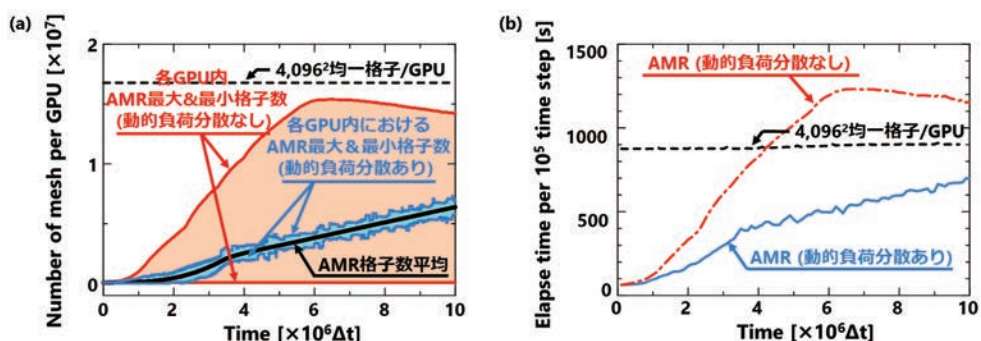 (a)
Number of mesh per GPU [×10⁷]
2
1
0
4,096²均一格子/GPU
各GPU内
AMR最大&最小格子数
(動的負荷分散なし)
各GPU内における
AMR最大&最小格子数
(動的負荷分散あり)
AMR格子数平均
0 2 4 6 8 10
Time [×10⁶Δt]
(b)
Elapse time per 10⁵ time step [s]
1500
1200
900
600
300
0
AMR (動的負荷分散なし)
4,096²均一格子/GPU
AMR (動的負荷分散あり)
0 2 4 6 8 10
Time [×10⁶Δt]